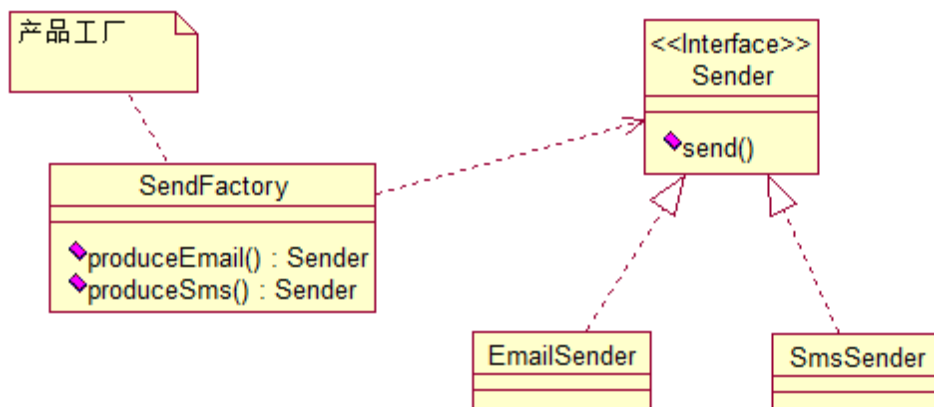 产品工厂
<<Interface>>
Sender
send()
SendFactory
produceEmail() : Sender
produceSms() : Sender
EmailSender
SmsSender